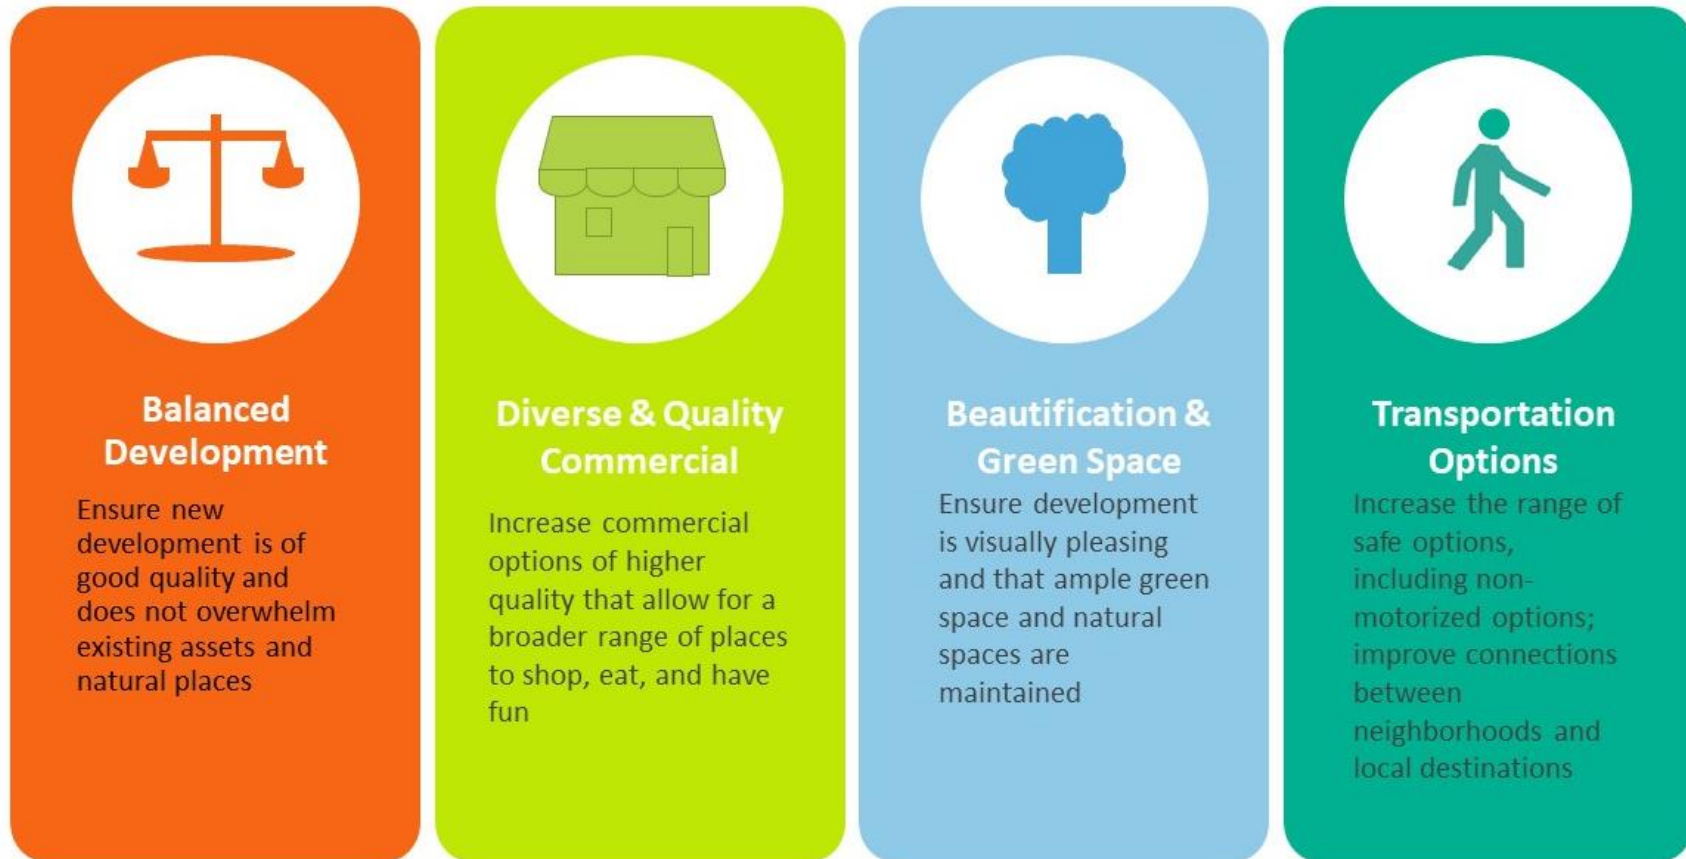 Balanced
Development
Ensure new
development is of
good quality and
does not overwhelm
existing assets and
natural places
Diverse & Quality
Commercial
Increase commercial
options of higher
quality that allow for a
broader range of places
to shop, eat, and have
fun
Beautification &
Green Space
Ensure development
is visually pleasing
and that ample green
space and natural
spaces are
maintained
Transportation
Options
Increase the range of
safe options,
including non-
motorized options;
improve connections
between
neighborhoods and
local destinations